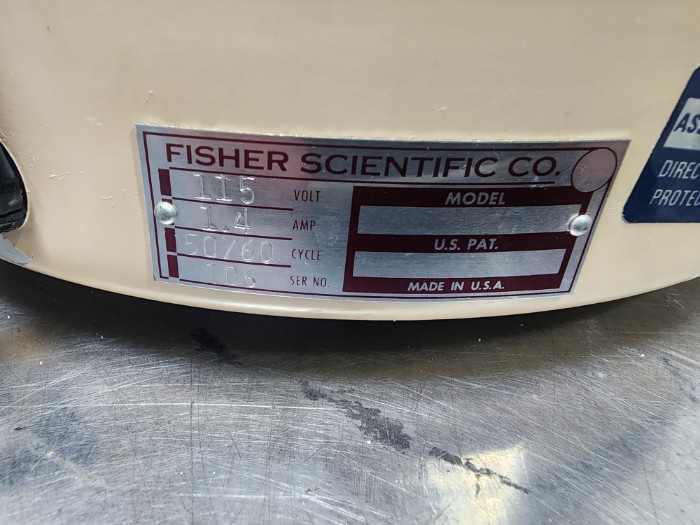 FISHER SCIENTIFIC CO.
115 VOLT
1.4 AMP
50/60 CYCLE
106 SER NO.
MODEL
U.S. PAT.
MADE IN U.S.A.
DIREC
PROTEC